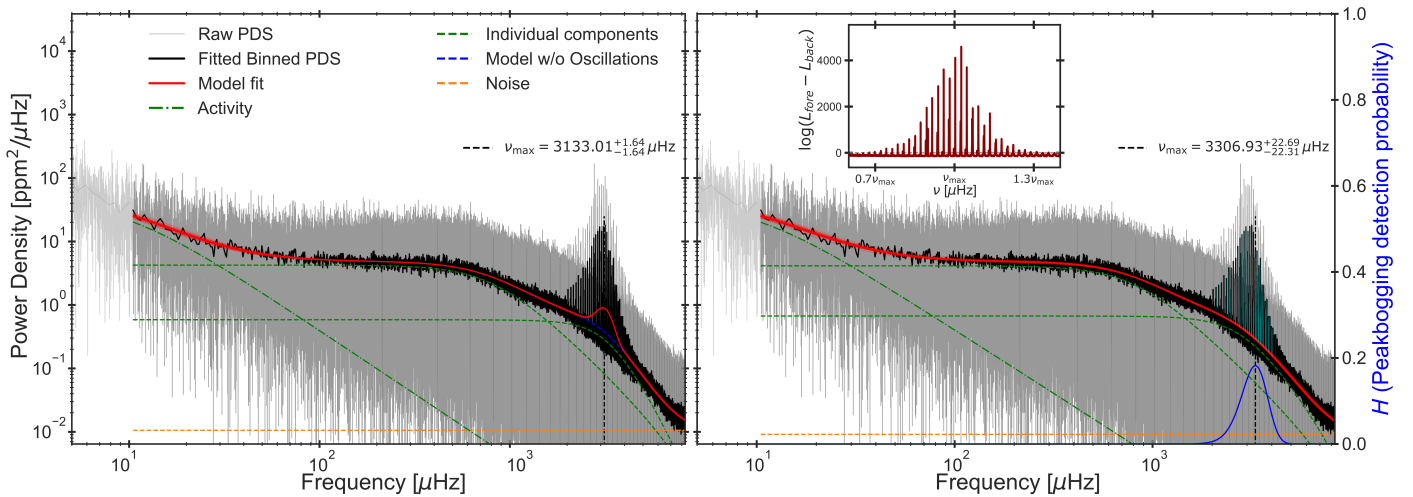 Raw PDS
Fitted Binned PDS
Model fit
Activity
Individual components
Model w/o Oscillations
Noise
ν_max = 3133.01^{+1.64}_{−1.64} μHz
Power Density [ppm²/μHz]
10⁴
10³
10²
10¹
10⁰
10⁻¹
10⁻²
10¹ 10² 10³
Frequency [μHz]
log(L_fore − L_back)
4000
2000
0
0.7ν_max ν_max 1.3ν_max
ν [μHz]
ν_max = 3306.93^{+22.69}_{−22.31} μHz
10¹ 10² 10³
Frequency [μHz]
1.0
0.8
0.6
0.4
0.2
0.0
H (Peakbogging detection probability)